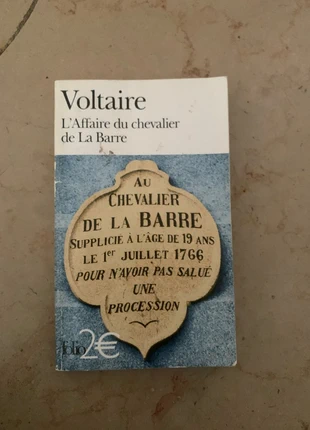 Voltaire
L'Affaire du chevalier
de La Barre
AU
CHEVALIER
DE LA BARRE
SUPPLICIÉ À L'ÂGE DE 19 ANS
LE 1er JUILLET 1766
POUR N'AVOIR PAS SALUÉ
UNE
PROCESSION
folio 2€